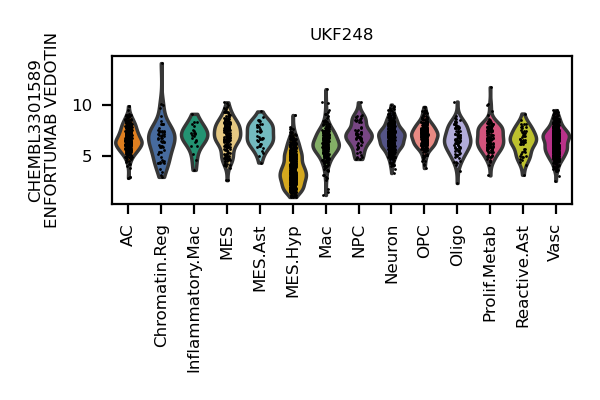 UKF248
CHEMBL3301589
ENFORTUMAB VEDOTIN
10
5
AC
Chromatin.Reg
Inflammatory.Mac
MES
MES.Ast
MES.Hyp
Mac
NPC
Neuron
OPC
Oligo
Prolif.Metab
Reactive.Ast
Vasc